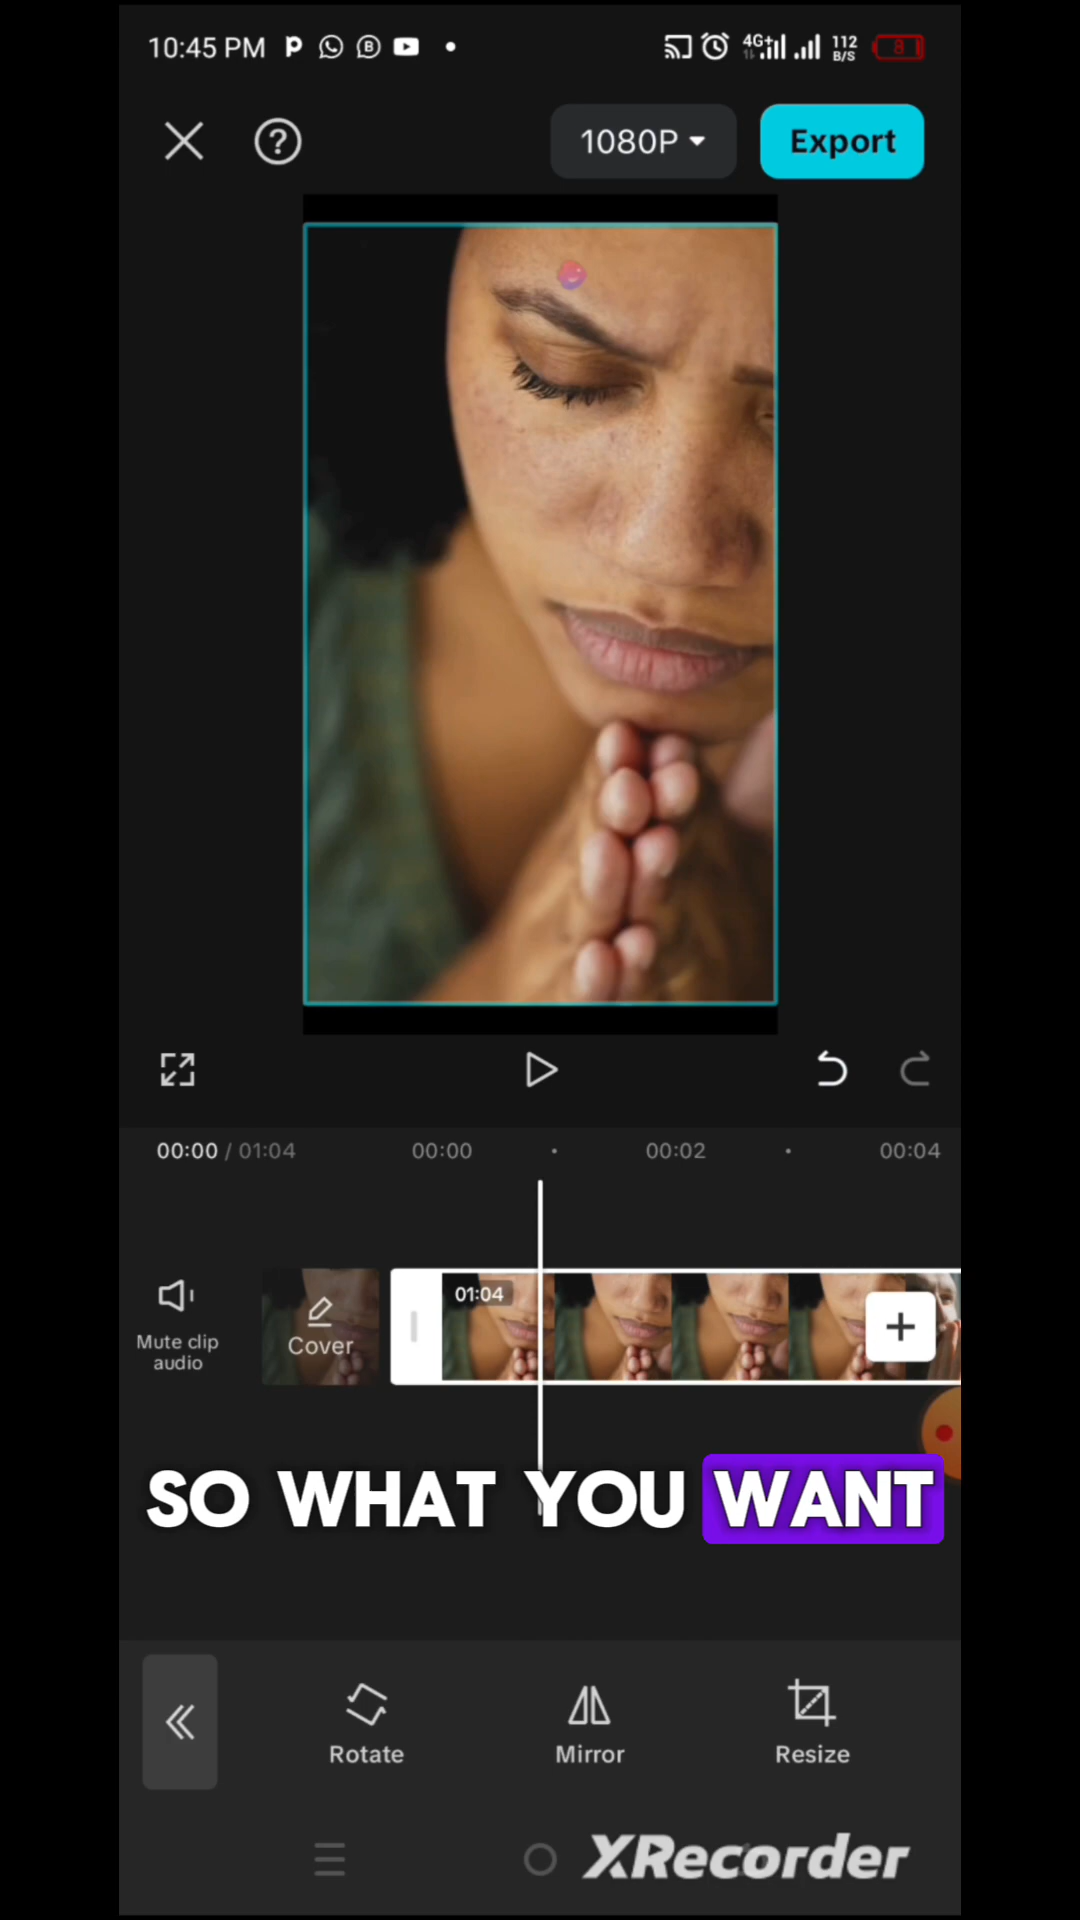 10:45 PM
4G+
112
B/S
8
1080P
Export
00:00 / 01:04
00:00
00:02
00:04
01:04
Mute clip
audio
Cover
SO WHAT YOU WANT
Rotate
Mirror
Resize
XRecorder